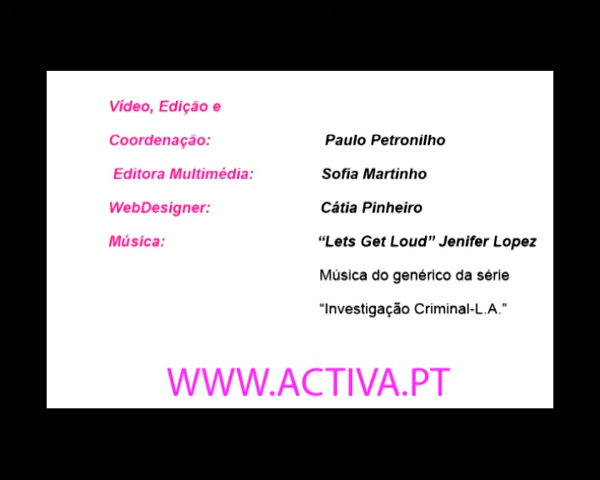 Vídeo, Edição e
Coordenação: Paulo Petronilho
Editora Multimédia: Sofia Martinho
WebDesigner: Cátia Pinheiro
Música: “Lets Get Loud” Jenifer Lopez
Música do genérico da série
“Investigação Criminal-L.A.”
WWW.ACTIVA.PT